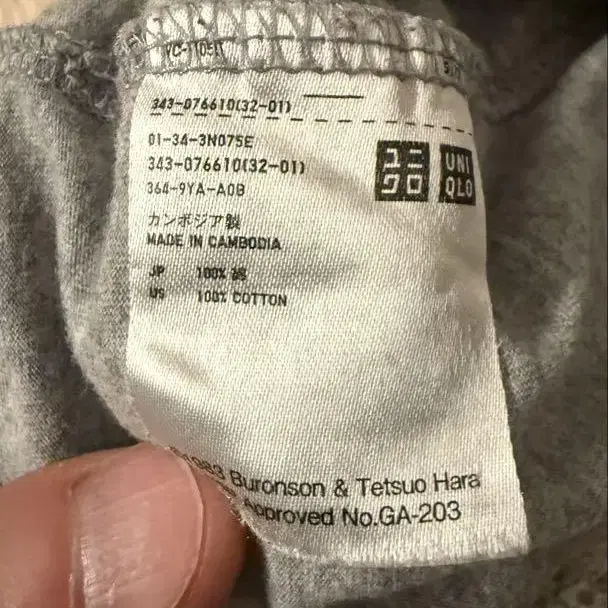 343-076610(32-01)
01-34-3N075E
343-076610(32-01)
364-9YA-A0B
ユニ
クロ
UNI
QLO
カンボジア製
MADE IN CAMBODIA
JP 100% 綿
US 100% COTTON
1983 Buronson & Tetsuo Hara
Approved No.GA-203